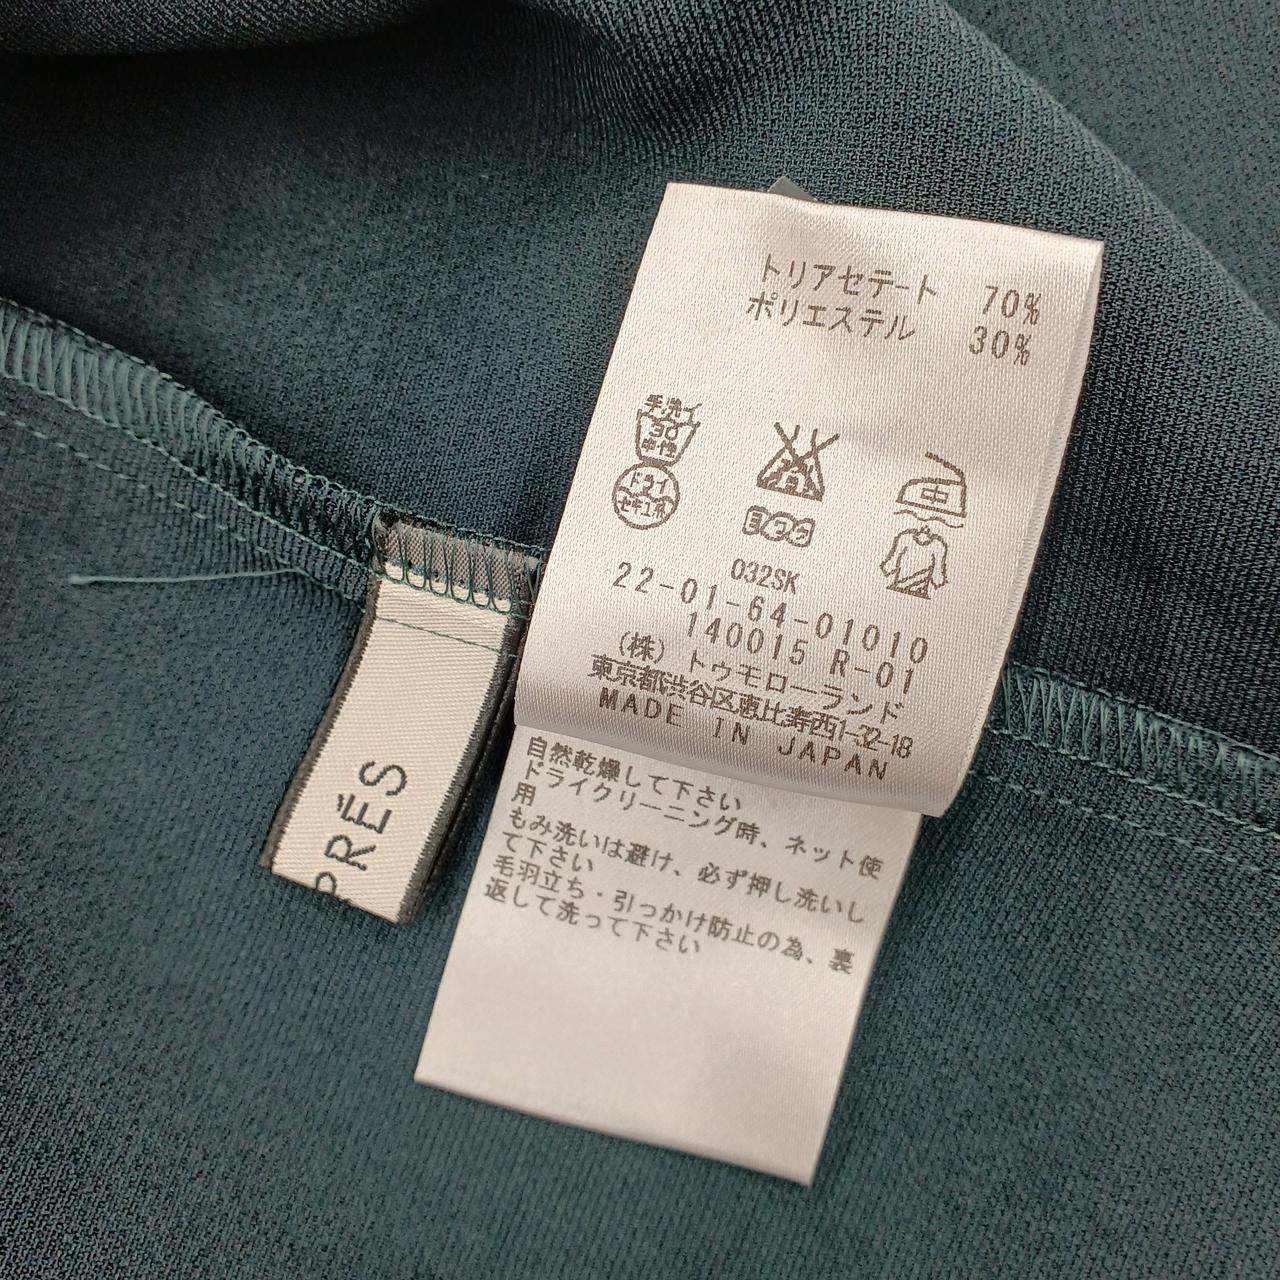 トリアセテート 70%
ポリエステル 30%
手洗イ
30
中性
ドライ
セキユ系
中
ヨワク
032SK
22-01-64-01010
140015 R-01
(株) トゥモローランド
東京都渋谷区恵比寿西1-32-18
MADE IN JAPAN
自然乾燥して下さい
ドライクリーニング時、ネット使
用
もみ洗いは避け、必ず押し洗いし
て下さい
毛羽立ち・引っかけ防止の為、裏
返して洗って下さい
PRÉS